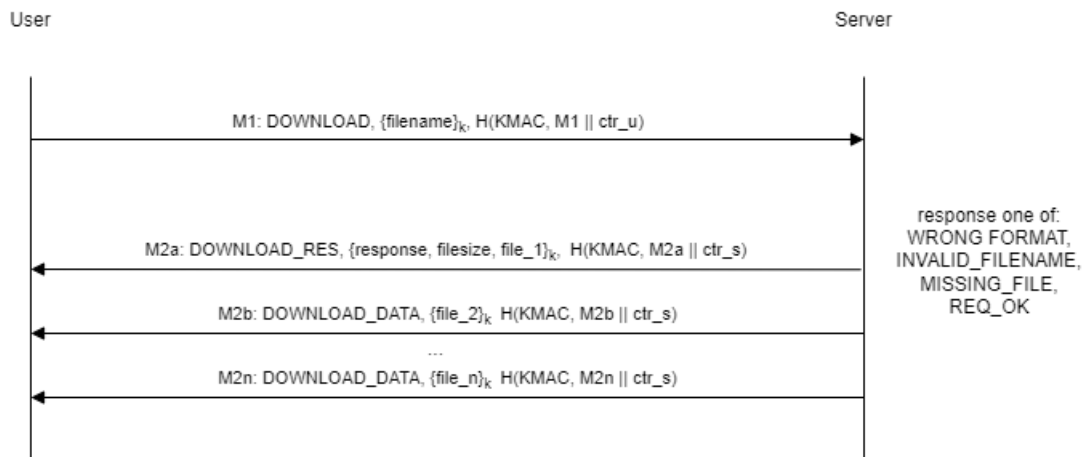 User
Server
M1: DOWNLOAD, {filename}k, H(KMAC, M1 || ctr_u)
response one of:
WRONG FORMAT,
INVALID_FILENAME,
MISSING_FILE,
REQ_OK
M2a: DOWNLOAD_RES, {response, filesize, file_1}k, H(KMAC, M2a || ctr_s)
M2b: DOWNLOAD_DATA, {file_2}k H(KMAC, M2b || ctr_s)
...
M2n: DOWNLOAD_DATA, {file_n}k H(KMAC, M2n || ctr_s)